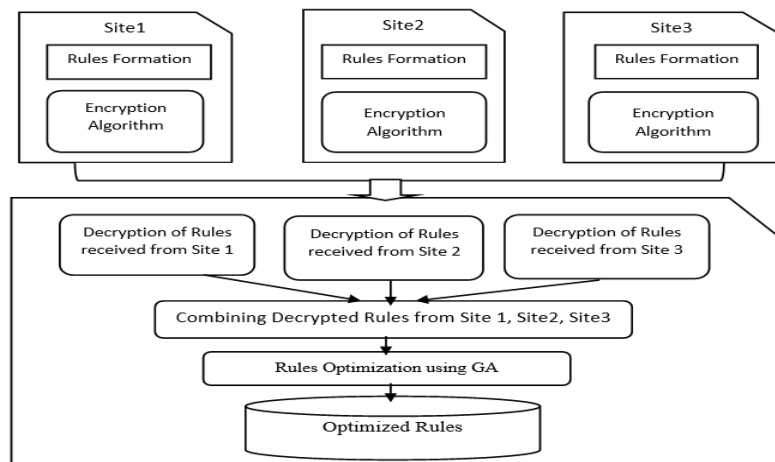 Site1
Site2
Site3
Rules Formation
Rules Formation
Rules Formation
Encryption
Algorithm
Encryption
Algorithm
Encryption
Algorithm
Decryption of Rules
received from Site 1
Decryption of Rules
received from Site 2
Decryption of Rules
received from Site 3
Combining Decrypted Rules from Site 1, Site2, Site3
Rules Optimization using GA
Optimized Rules